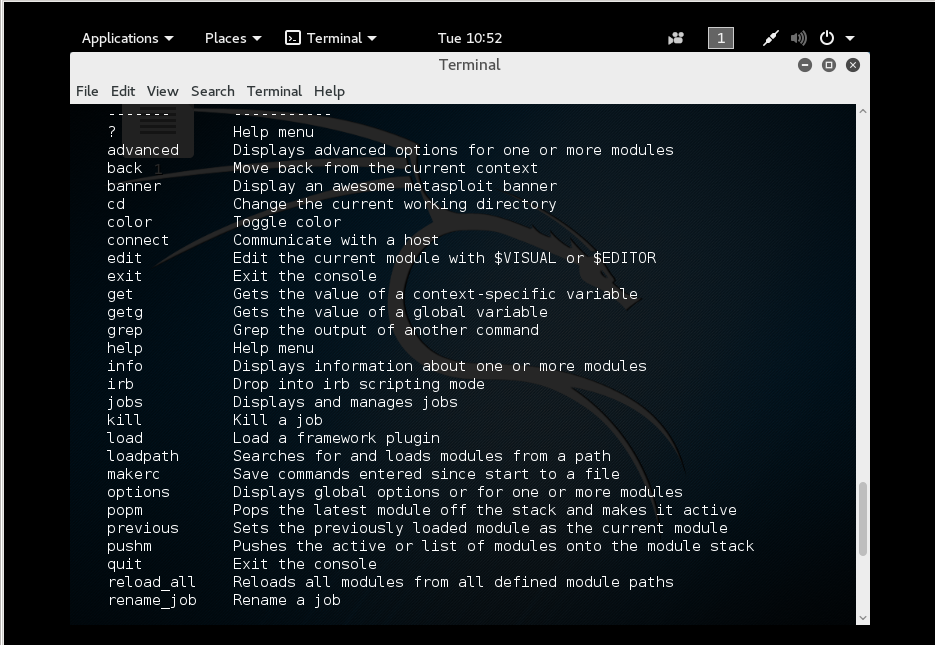 Applications Places Terminal Tue 10:52 1
Terminal
File Edit View Search Terminal Help
------- -----------
? Help menu
advanced Displays advanced options for one or more modules
back Move back from the current context
1
banner Display an awesome metasploit banner
cd Change the current working directory
color Toggle color
connect Communicate with a host
edit Edit the current module with $VISUAL or $EDITOR
exit Exit the console
get Gets the value of a context-specific variable
getg Gets the value of a global variable
grep Grep the output of another command
help Help menu
info Displays information about one or more modules
irb Drop into irb scripting mode
jobs Displays and manages jobs
kill Kill a job
load Load a framework plugin
loadpath Searches for and loads modules from a path
makerc Save commands entered since start to a file
options Displays global options or for one or more modules
popm Pops the latest module off the stack and makes it active
previous Sets the previously loaded module as the current module
pushm Pushes the active or list of modules onto the module stack
quit Exit the console
reload_all Reloads all modules from all defined module paths
rename_job Rename a job